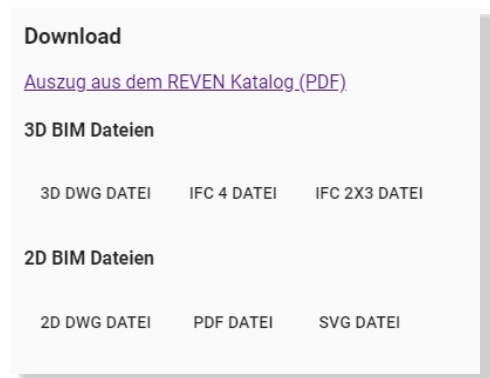 Download
Auszug aus dem REVEN Katalog (PDF)
3D BIM Dateien
3D DWG DATEI IFC 4 DATEI IFC 2X3 DATEI
2D BIM Dateien
2D DWG DATEI PDF DATEI SVG DATEI